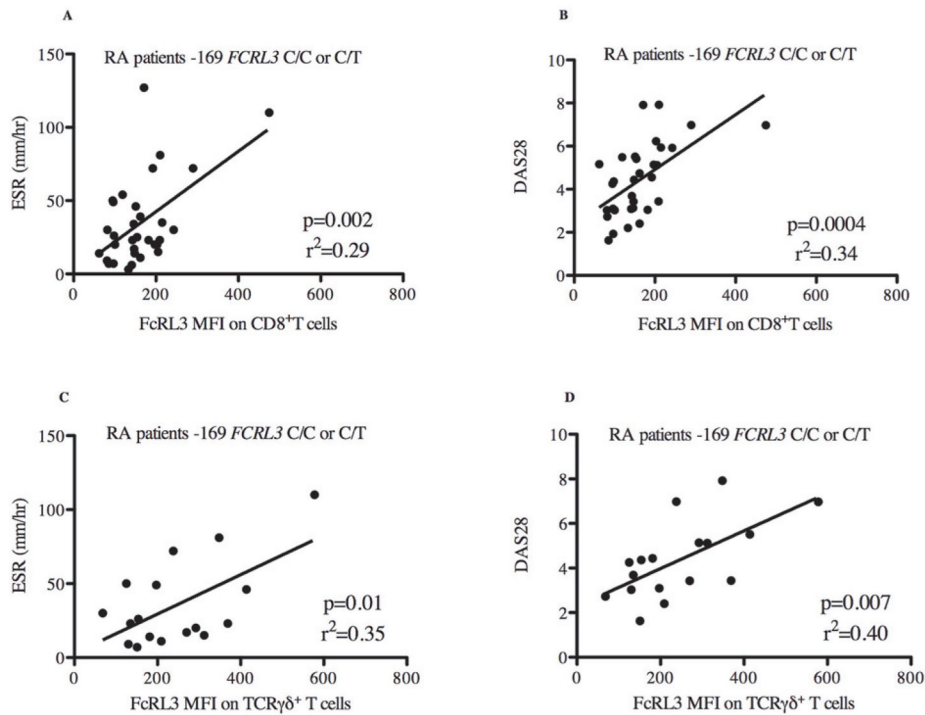 A
RA patients -169 FCRL3 C/C or C/T
150
100
50
0
ESR (mm/hr)
p=0.002
r²=0.29
0 200 400 600 800
FcRL3 MFI on CD8⁺T cells
B
RA patients -169 FCRL3 C/C or C/T
10
8
6
4
2
0
DAS28
p=0.0004
r²=0.34
0 200 400 600 800
FcRL3 MFI on CD8⁺T cells
C
RA patients -169 FCRL3 C/C or C/T
150
100
50
0
ESR (mm/hr)
p=0.01
r²=0.35
0 200 400 600 800
FcRL3 MFI on TCRγδ⁺ T cells
D
RA patients -169 FCRL3 C/C or C/T
10
8
6
4
2
0
DAS28
p=0.007
r²=0.40
0 200 400 600 800
FcRL3 MFI on TCRγδ⁺ T cells